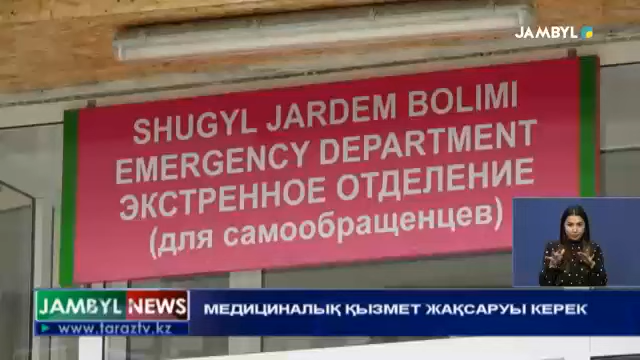 JAMBYL
SHUGYL JARDEM BOLIMI
EMERGENCY DEPARTMENT
ЭКСТРЕННОЕ ОТДЕЛЕНИЕ
(для самообращенцев)
JAMBYL NEWS
МЕДИЦИНАЛЫҚ ҚЫЗМЕТ ЖАҚСАРУЫ КЕРЕК
www.taraztv.kz